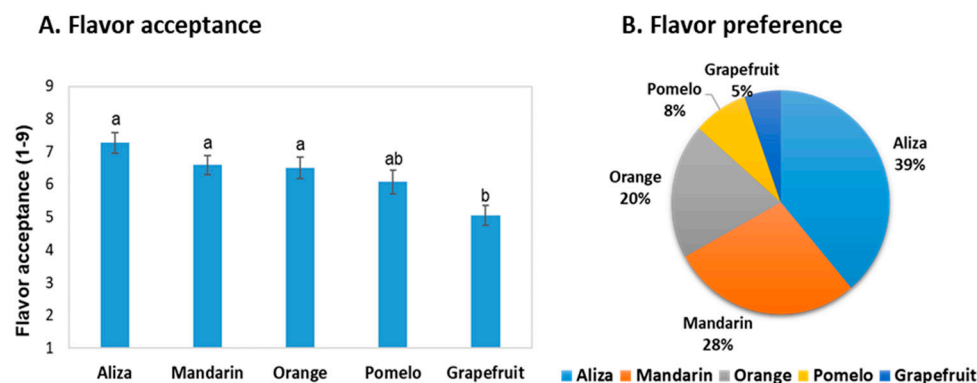 A. Flavor acceptance
Flavor acceptance (1-9)
9
8
7
6
5
4
3
2
1
a
a
a
ab
b
Aliza Mandarin Orange Pomelo Grapefruit
B. Flavor preference
Grapefruit
5%
Pomelo
8%
Aliza
39%
Orange
20%
Mandarin
28%
Aliza Mandarin Orange Pomelo Grapefruit